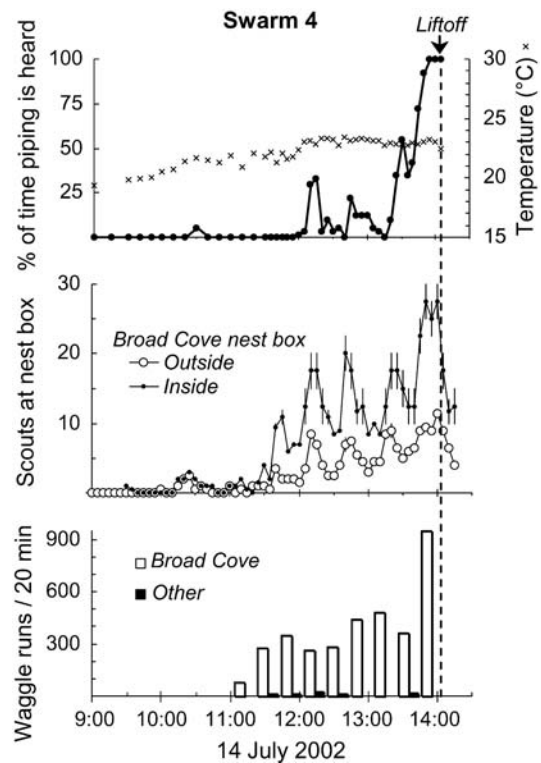 Swarm 4
Liftoff
% of time piping is heard
100
75
50
25
Temperature (°C) ×
30
25
20
15
Scouts at nest box
30
20
10
Broad Cove nest box
Outside
Inside
Waggle runs / 20 min
900
600
300
Broad Cove
Other
9:00 10:00 11:00 12:00 13:00 14:00
14 July 2002